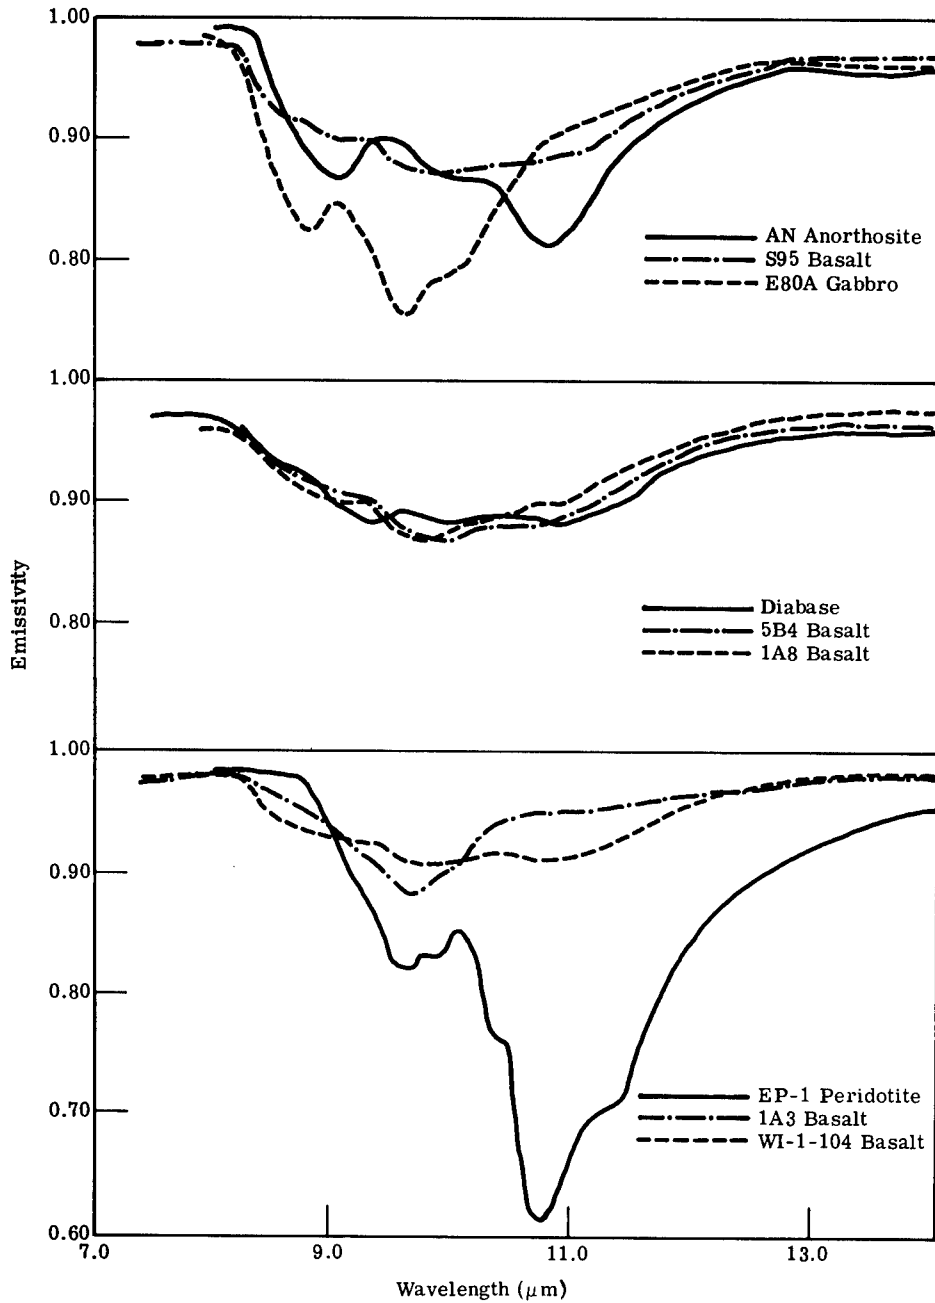 1.00
0.90
0.80
AN Anorthosite
S95 Basalt
E80A Gabbro
1.00
0.90
0.80
Diabase
5B4 Basalt
1A8 Basalt
Emissivity
1.00
0.90
0.80
0.70
0.60
EP-1 Peridotite
1A3 Basalt
WI-1-104 Basalt
7.0
9.0
11.0
13.0
Wavelength (μm)